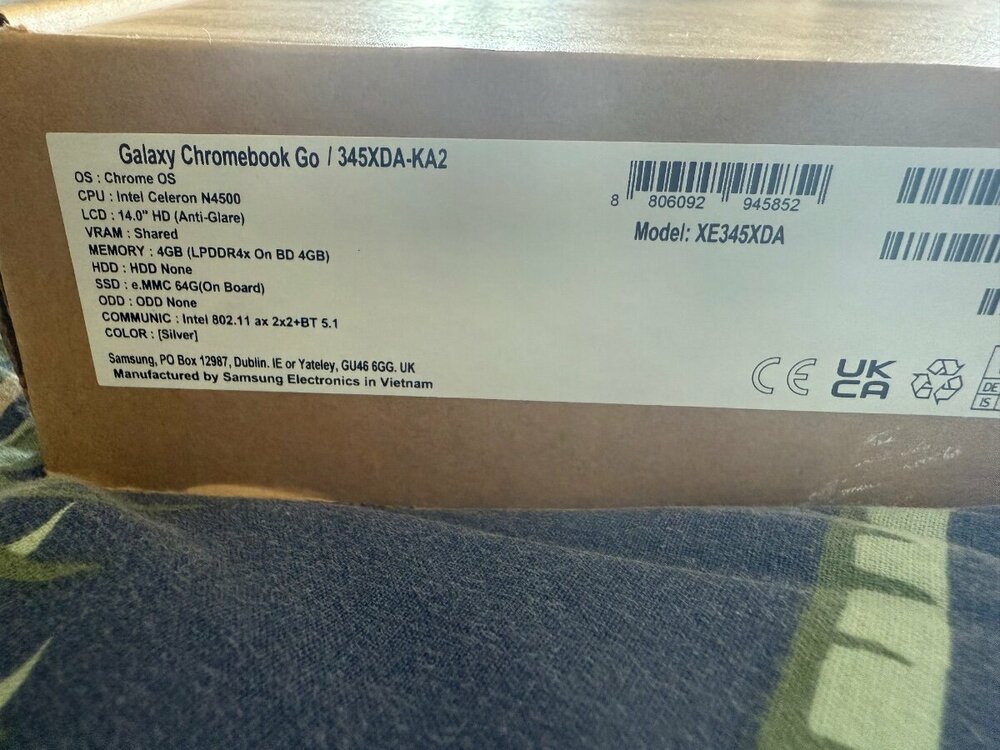 Galaxy Chromebook Go / 345XDA-KA2
OS : Chrome OS
CPU : Intel Celeron N4500
LCD : 14.0" HD (Anti-Glare)
VRAM : Shared
MEMORY : 4GB (LPDDR4x On BD 4GB)
HDD : HDD None
SSD : e.MMC 64G(On Board)
ODD : ODD None
COMMUNIC : Intel 802.11 ax 2x2+BT 5.1
COLOR : [Silver]
Samsung, PO Box 12987, Dublin. IE or Yateley, GU46 6GG. UK
Manufactured by Samsung Electronics in Vietnam
8 806092 945852
Model: XE345XDA
CE
UK
CA
DE
IS